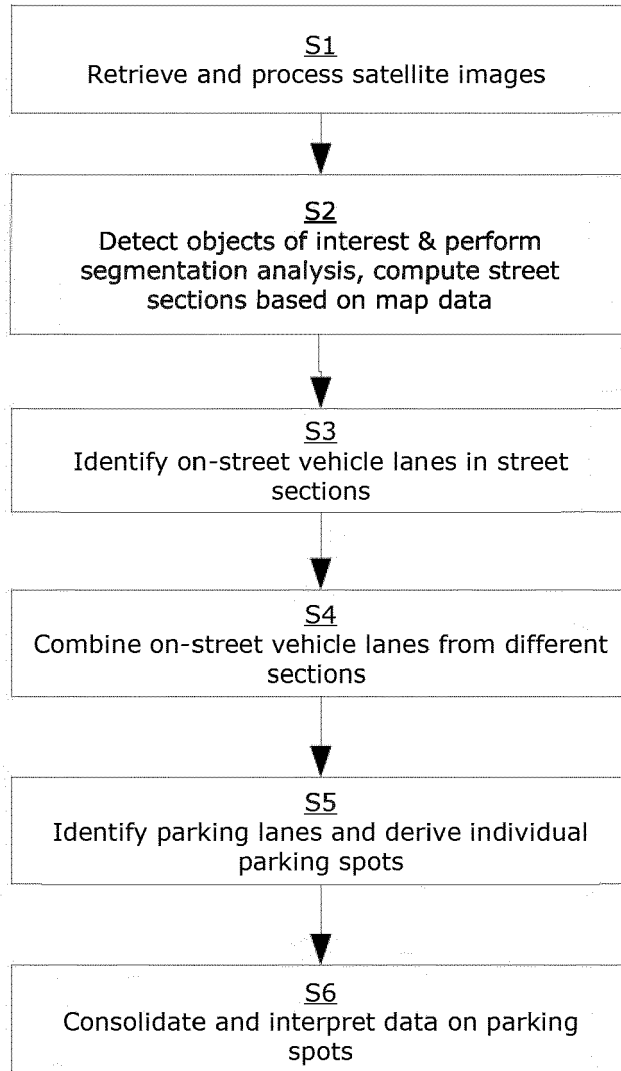 S1
Retrieve and process satellite images
S2
Detect objects of interest & perform
segmentation analysis, compute street
sections based on map data
S3
Identify on-street vehicle lanes in street
sections
S4
Combine on-street vehicle lanes from different
sections
S5
Identify parking lanes and derive individual
parking spots
S6
Consolidate and interpret data on parking
spots